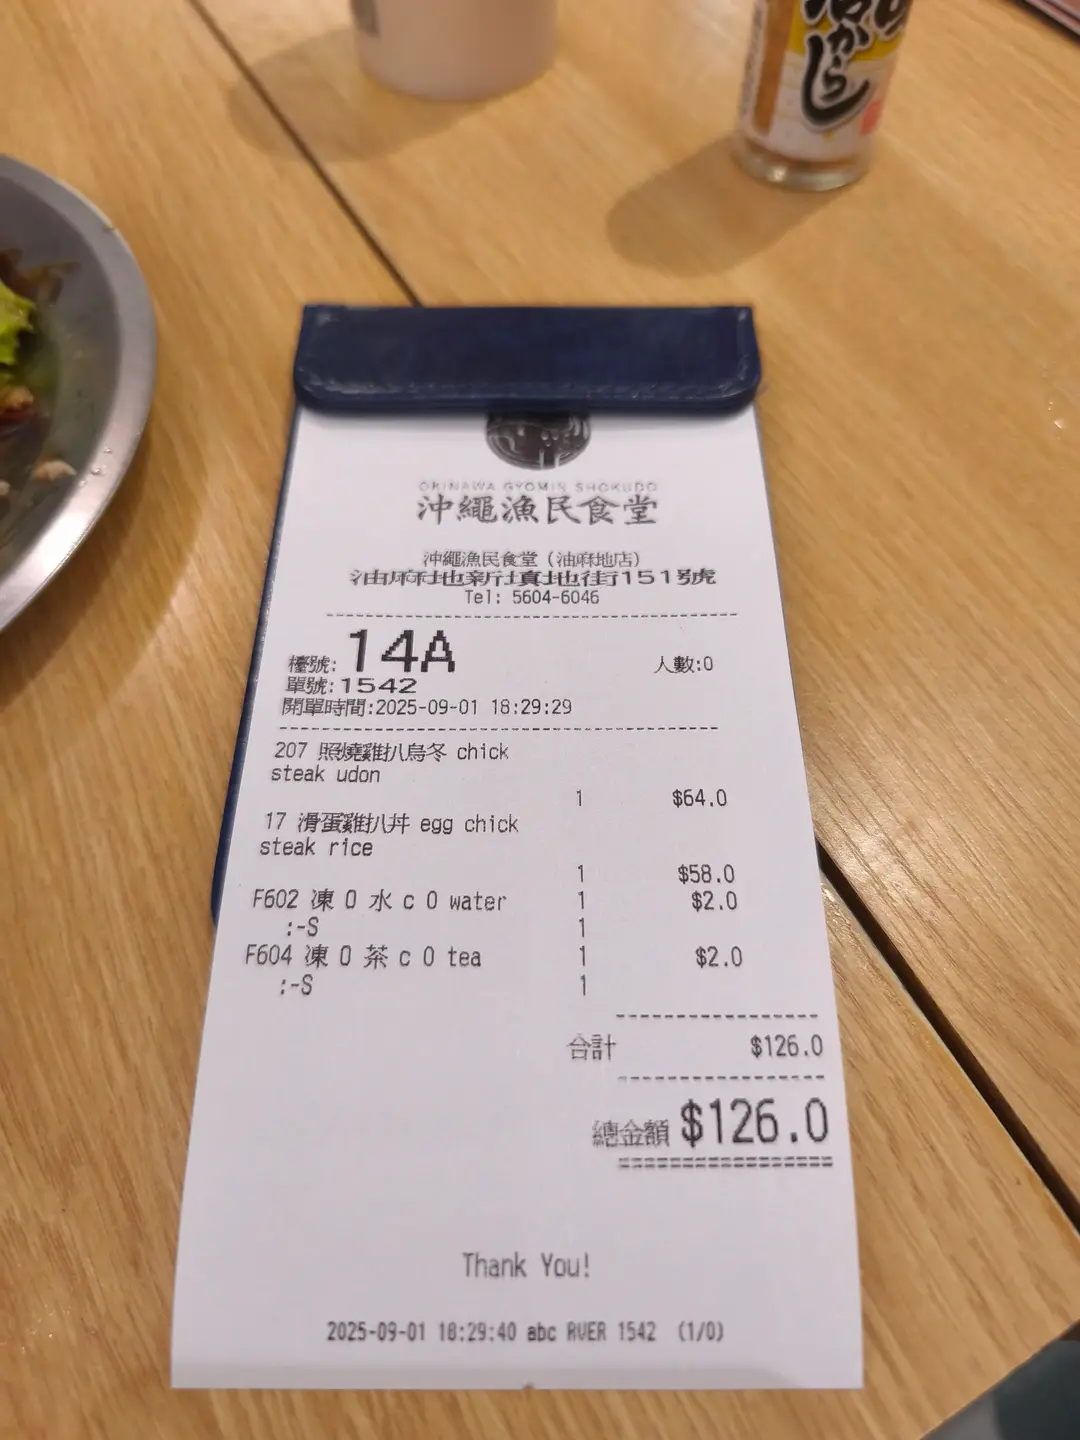 からし
OKINAWA GYOMIN SHOKUDO
沖繩漁民食堂
沖繩漁民食堂（油麻地店）
油麻地新填地街151號
Tel: 5604-6046
檯號: 14A 人數:0
單號:1542
開單時間:2025-09-01 18:29:29
207 照燒雞扒烏冬 chick
steak udon
1 $64.0
17 滑蛋雞扒丼 egg chick
steak rice
1 $58.0
F602 凍 0 水 c 0 water 1 $2.0
:-S 1
F604 凍 0 茶 c 0 tea 1 $2.0
:-S 1
合計 $126.0
總金額 $126.0
Thank You!
2025-09-01 18:29:40 abc RVER 1542 (1/0)